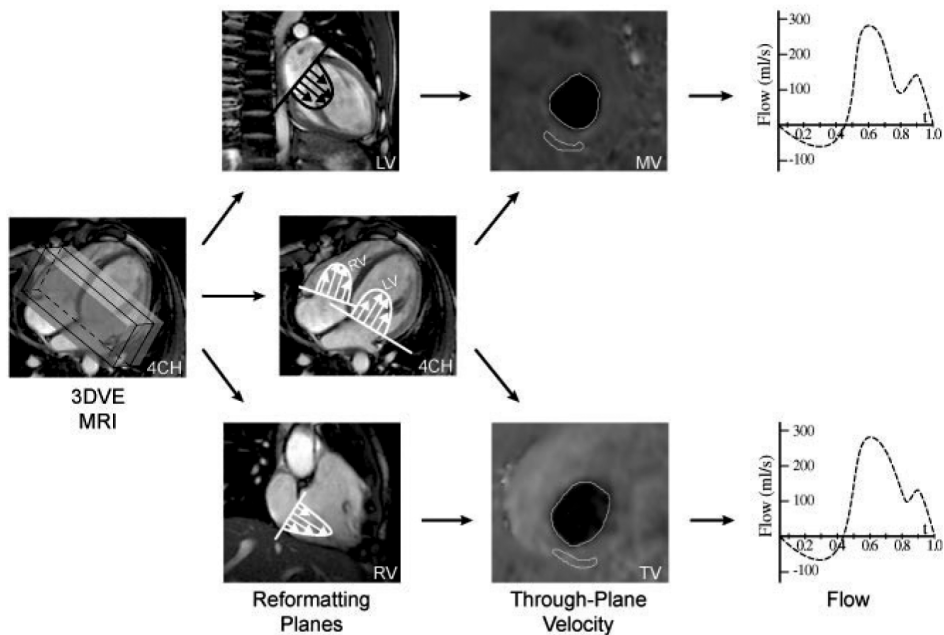 300
200
100
0.2
0.4
0.6
0.8
1.0
t
-100
Flow (ml/s)
LV
MV
RV
LV
4CH
4CH
3DVE
MRI
300
200
100
0.2
0.4
0.6
0.8
1.0
t
-100
Flow (ml/s)
RV
TV
Reformatting
Planes
Through-Plane
Velocity
Flow